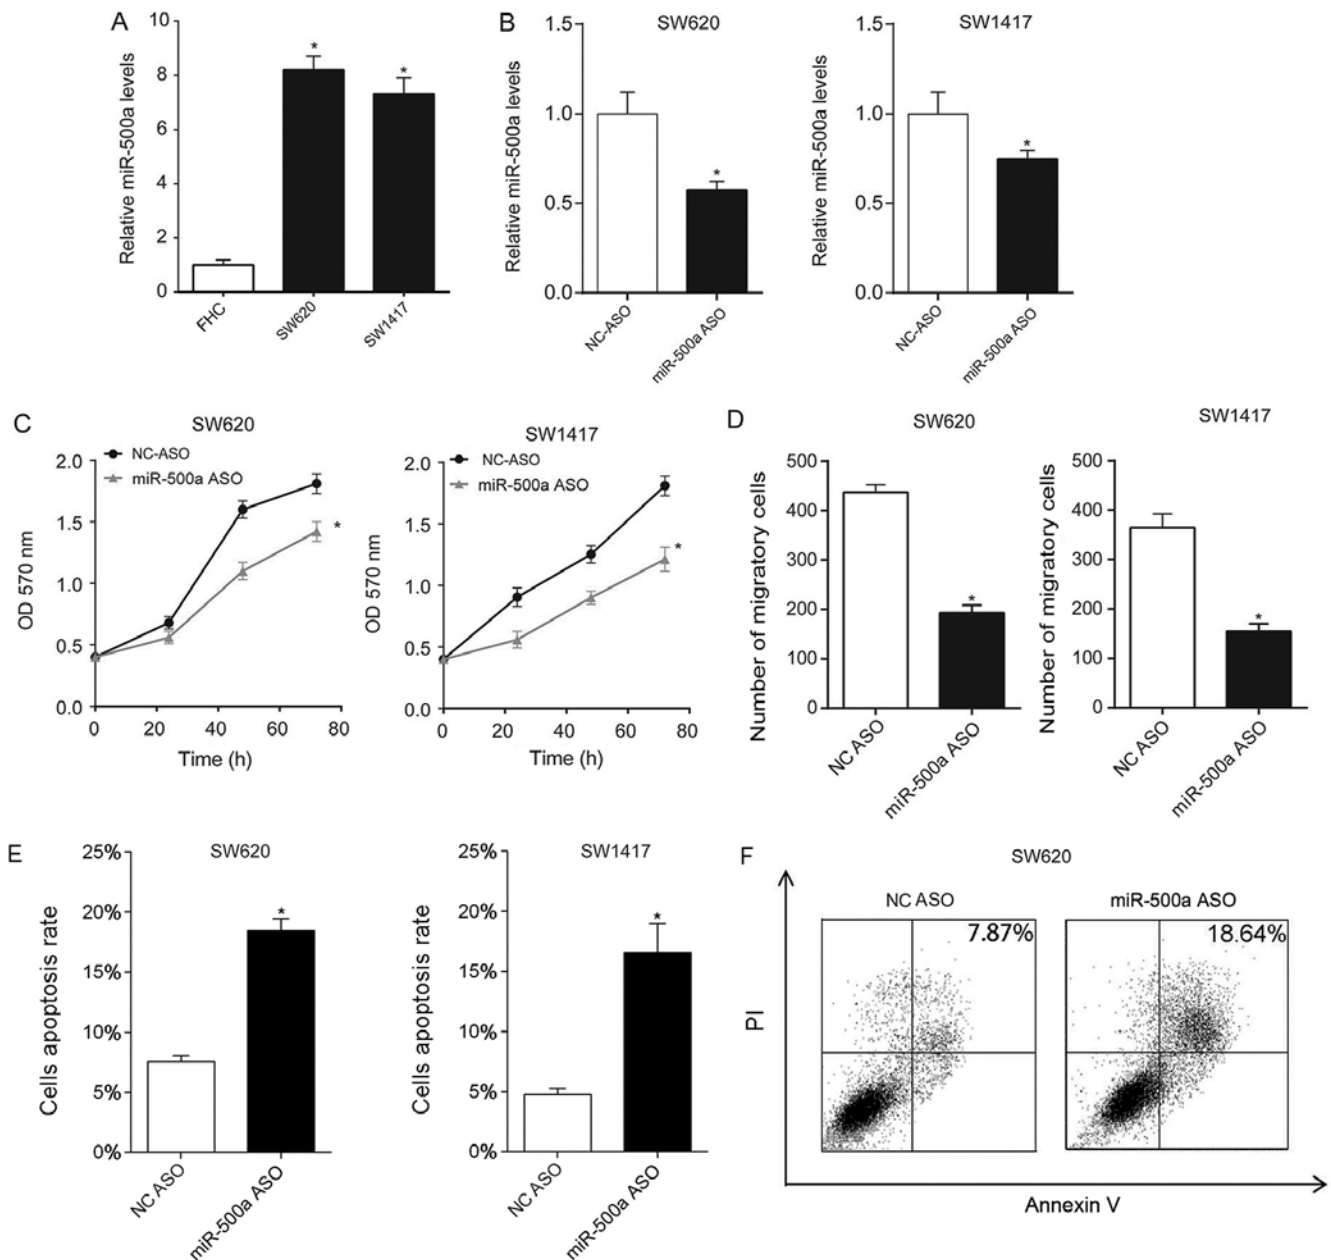 A
Relative miR-500a levels
10
8
6
4
2
0
*
*
FHC
SW620
SW1417
B
SW620
Relative miR-500a levels
1.5
1.0
0.5
0.0
*
NC-ASO
miR-500a ASO
SW1417
Relative miR-500a levels
1.5
1.0
0.5
0.0
*
NC-ASO
miR-500a ASO
C
SW620
NC-ASO
miR-500a ASO
OD 570 nm
2.0
1.5
1.0
0.5
0.0
*
0 20 40 60 80
Time (h)
SW1417
NC-ASO
miR-500a ASO
OD 570 nm
2.0
1.5
1.0
0.5
0.0
*
0 20 40 60 80
Time (h)
D
SW620
Number of migratory cells
500
400
300
200
100
0
*
NC ASO
miR-500a ASO
SW1417
Number of migratory cells
500
400
300
200
100
0
*
NC ASO
miR-500a ASO
E
SW620
Cells apoptosis rate
25%
20%
15%
10%
5%
0%
*
NC ASO
miR-500a ASO
SW1417
Cells apoptosis rate
25%
20%
15%
10%
5%
0%
*
NC ASO
miR-500a ASO
F
SW620
NC ASO
miR-500a ASO
7.87%
18.64%
PI
Annexin V